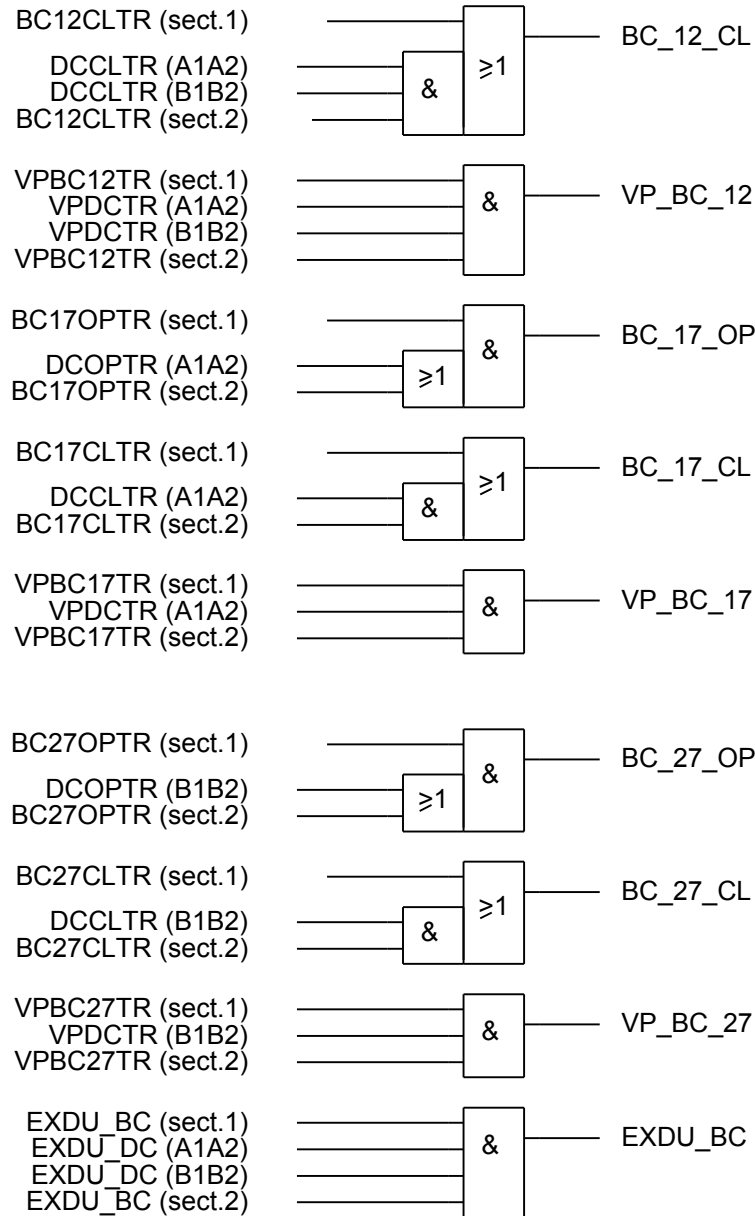 BC12CLTR (sect.1)
≥1
BC_12_CL
DCCLTR (A1A2)
DCCLTR (B1B2)
&
BC12CLTR (sect.2)
VPBC12TR (sect.1)
&
VP_BC_12
VPDCTR (A1A2)
VPDCTR (B1B2)
VPBC12TR (sect.2)
BC17OPTR (sect.1)
&
BC_17_OP
DCOPTR (A1A2)
≥1
BC17OPTR (sect.2)
BC17CLTR (sect.1)
≥1
BC_17_CL
DCCLTR (A1A2)
&
BC17CLTR (sect.2)
VPBC17TR (sect.1)
&
VP_BC_17
VPDCTR (A1A2)
VPBC17TR (sect.2)
BC27OPTR (sect.1)
&
BC_27_OP
DCOPTR (B1B2)
≥1
BC27OPTR (sect.2)
BC27CLTR (sect.1)
≥1
BC_27_CL
DCCLTR (B1B2)
&
BC27CLTR (sect.2)
VPBC27TR (sect.1)
&
VP_BC_27
VPDCTR (B1B2)
VPBC27TR (sect.2)
EXDU_BC (sect.1)
&
EXDU_BC
EXDU_DC (A1A2)
EXDU_DC (B1B2)
EXDU_BC (sect.2)